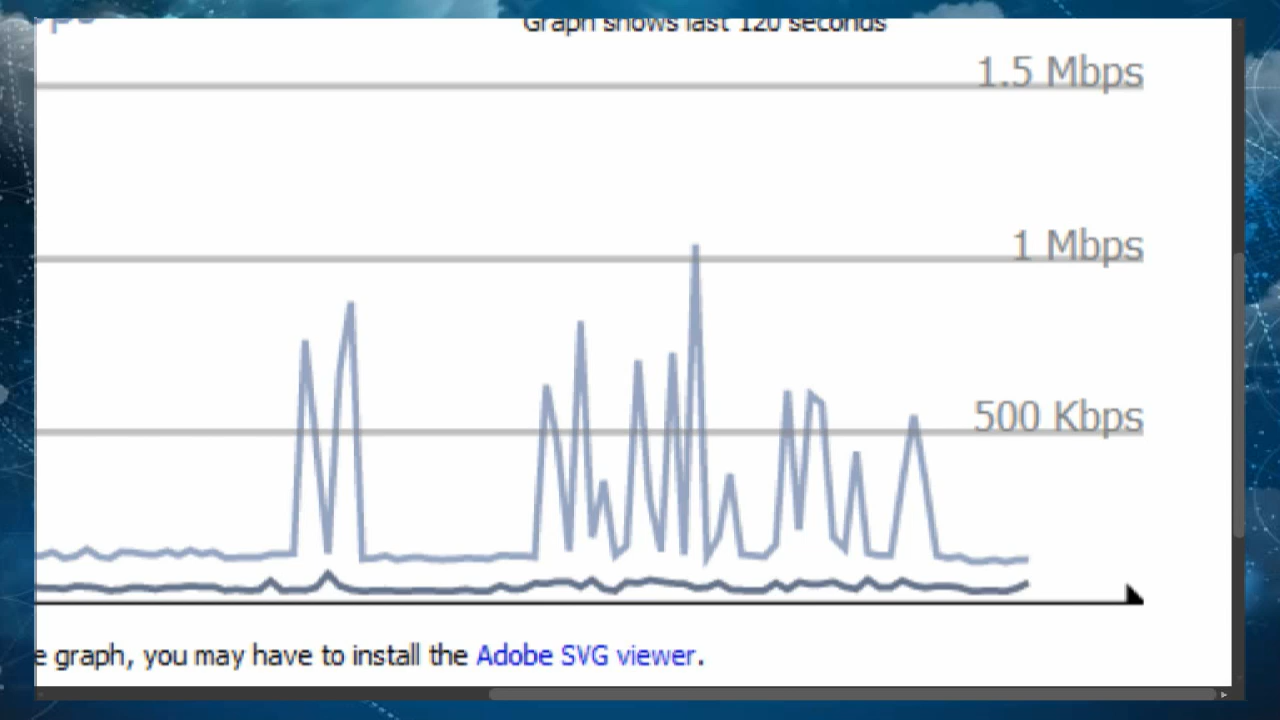 Graph shows last 120 seconds
1.5 Mbps
1 Mbps
500 Kbps
e graph, you may have to install the Adobe SVG viewer.